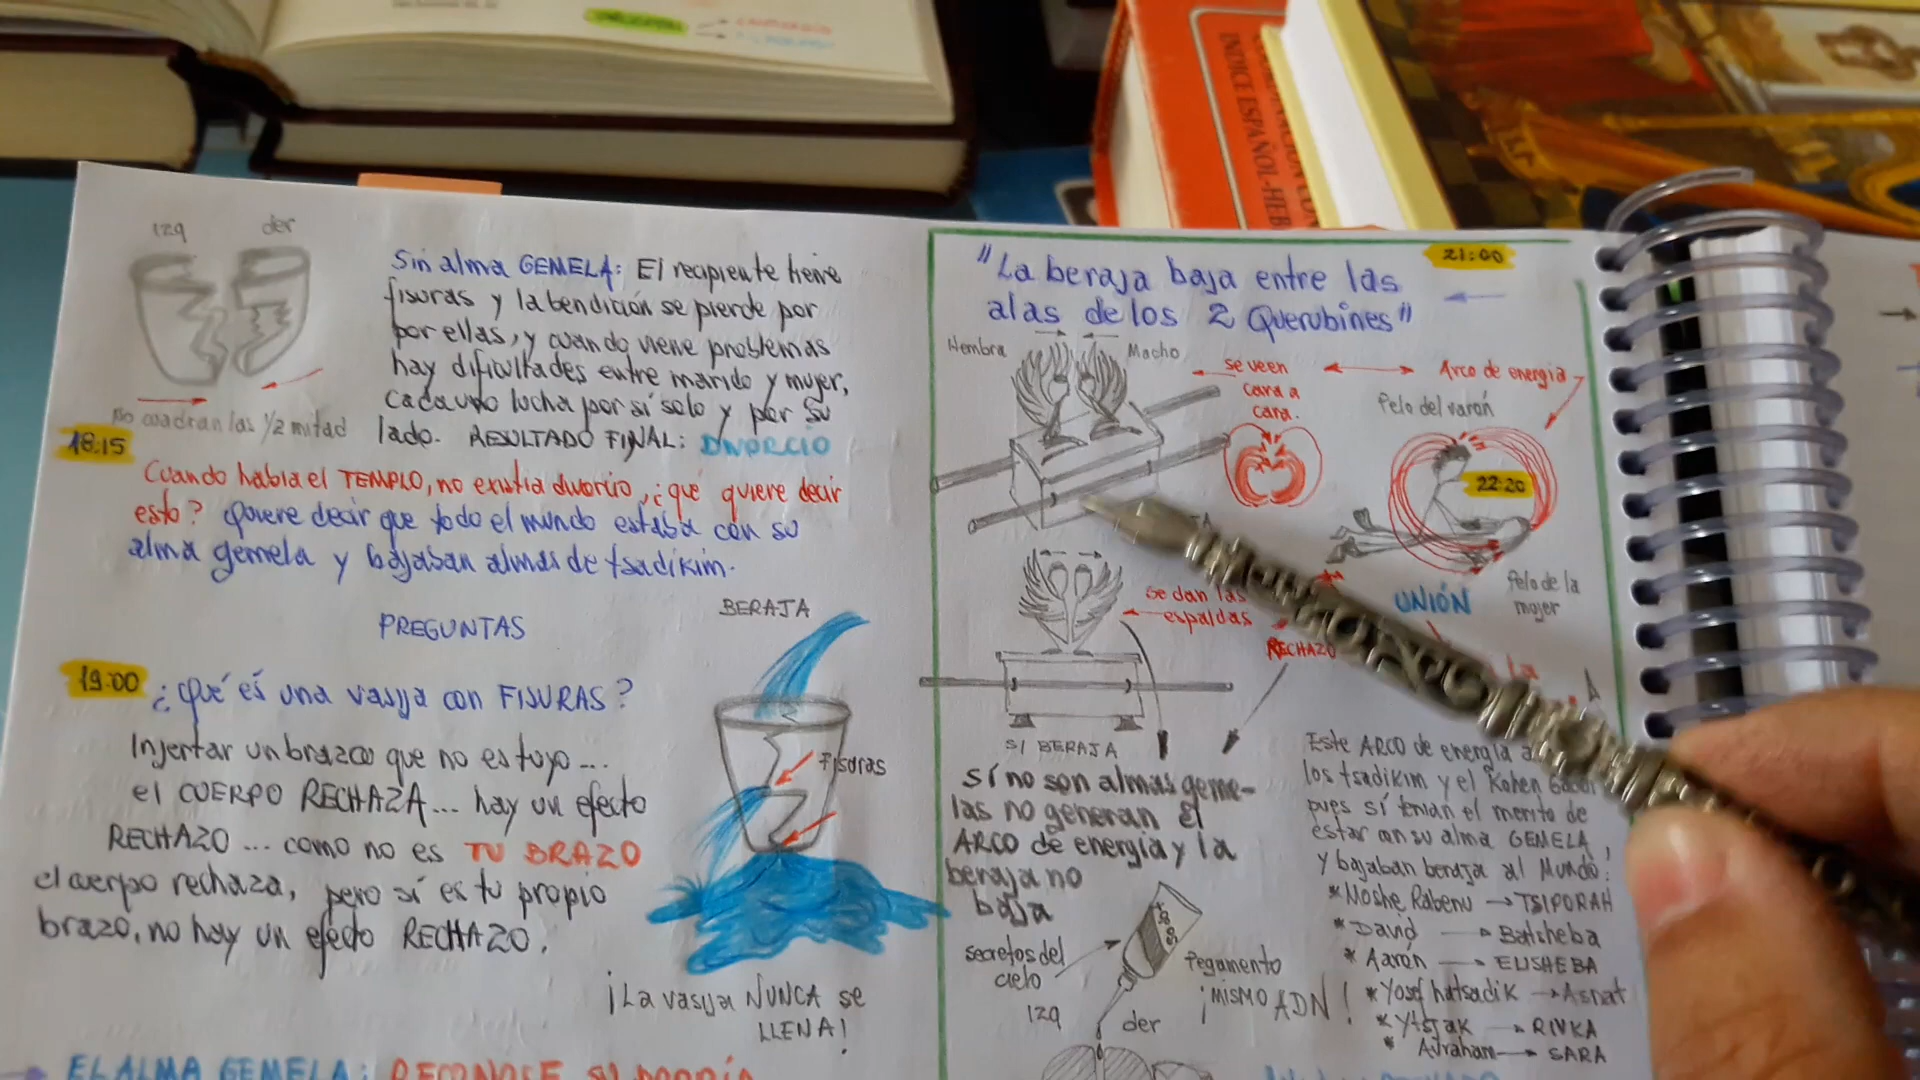 INDICE ESPAÑOL-HEB
izq
der
Sin alma GEMELA: El recipiente tiene
fisuras y la bendición se pierde por
por ellas, y cuando viene problemas
hay dificultades entre marido y mujer,
cada uno lucha por sí solo y por su
lado. RESULTADO FINAL: DIVORCIO
No cuadran las 1/2 mitad
18:15
Cuando había el TEMPLO, no existía divorcio, ¿qué quiere decir
esto? Quiere decir que todo el mundo estaba con su
alma gemela y bajaban almas de tsadikim.
PREGUNTAS
BERAJA
19:00
¿Qué es una vasija con FISURAS?
Injertar un brazo que no es tuyo...
el CUERPO RECHAZA... hay un efecto
RECHAZO ... como no es TU BRAZO
el cuerpo rechaza, pero sí es tu propio
brazo, no hay un efecto RECHAZO.
Fisuras
¡La vasija NUNCA se
LLENA!
EL ALMA GEMELA:
21:00
"La beraja baja entre las
alas de los 2 Querubines"
Hembra
Macho
se veen
cara a
cara.
Arco de energía
Pelo del varón
22:20
Pelo de la
mujer
UNIÓN
se dan las
espaldas
RECHAZO
la
SI BERAJA
Sí no son almas geme-
las no generan el
ARCO de energía y la
beraja no
baja
Este ARCO de energía
los tsadikim y el Kohen
pues sí tenían el merito de
estar con su alma GEMELA,
y bajaban beraja al Mundo:
* Moshe Rabenu → TSIPORAH
* David → Batsheba
* Aarón → ELISHEBA
* Yosef hatsadik → Asnat
* Ytsjak → RIVKA
* Avraham → SARA
secretos del
cielo
Pegamento
¡MISMO ADN!
izq
der